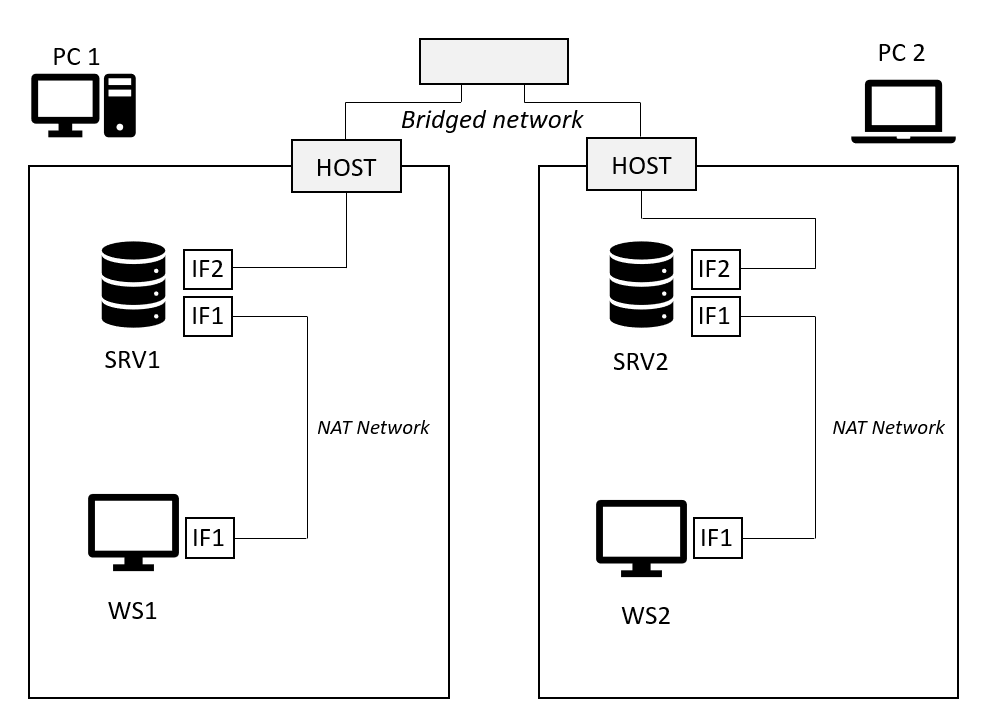 PC 1
PC 2
Bridged network
HOST
HOST
IF2
IF1
SRV1
IF2
IF1
SRV2
NAT Network
NAT Network
IF1
WS1
IF1
WS2